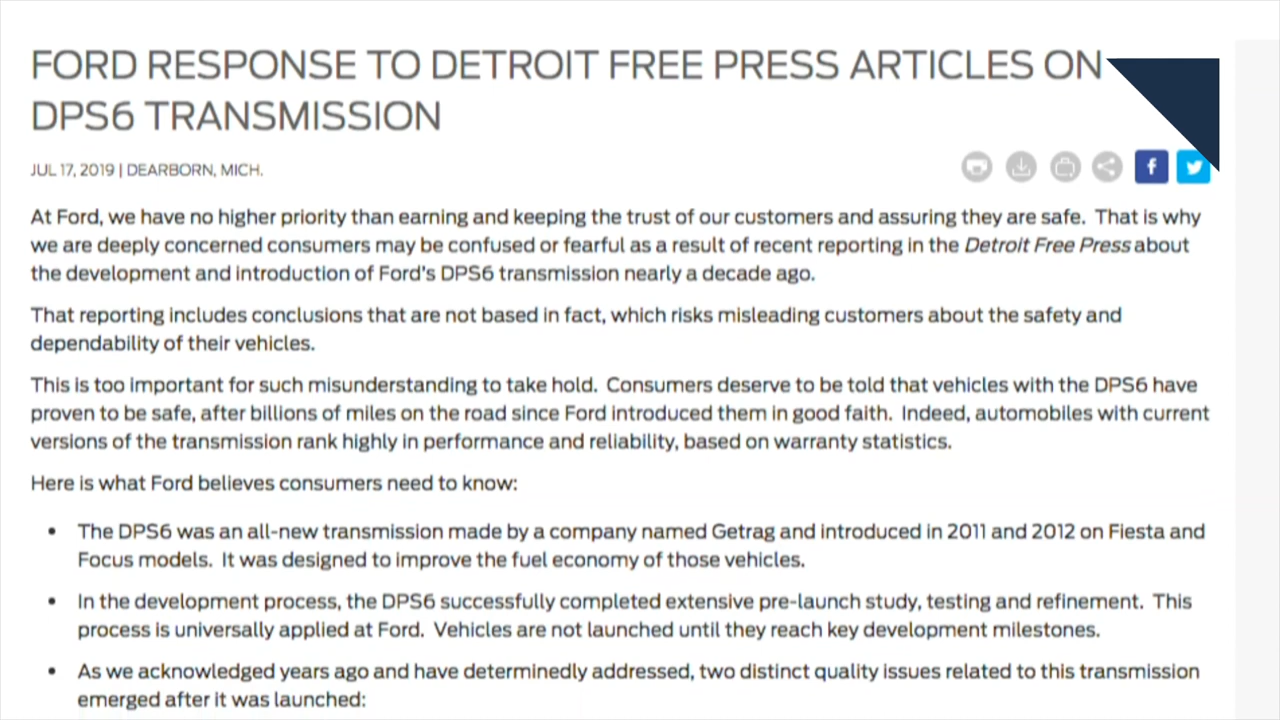 FORD RESPONSE TO DETROIT FREE PRESS ARTICLES ON
DPS6 TRANSMISSION
JUL 17, 2019 | DEARBORN, MICH.
At Ford, we have no higher priority than earning and keeping the trust of our customers and assuring they are safe.  That is why
we are deeply concerned consumers may be confused or fearful as a result of recent reporting in the Detroit Free Press about
the development and introduction of Ford's DPS6 transmission nearly a decade ago.
That reporting includes conclusions that are not based in fact, which risks misleading customers about the safety and
dependability of their vehicles.
This is too important for such misunderstanding to take hold.  Consumers deserve to be told that vehicles with the DPS6 have
proven to be safe, after billions of miles on the road since Ford introduced them in good faith.  Indeed, automobiles with current
versions of the transmission rank highly in performance and reliability, based on warranty statistics.
Here is what Ford believes consumers need to know:
• The DPS6 was an all-new transmission made by a company named Getrag and introduced in 2011 and 2012 on Fiesta and
Focus models.  It was designed to improve the fuel economy of those vehicles.
• In the development process, the DPS6 successfully completed extensive pre-launch study, testing and refinement.  This
process is universally applied at Ford.  Vehicles are not launched until they reach key development milestones.
• As we acknowledged years ago and have determinedly addressed, two distinct quality issues related to this transmission
emerged after it was launched: